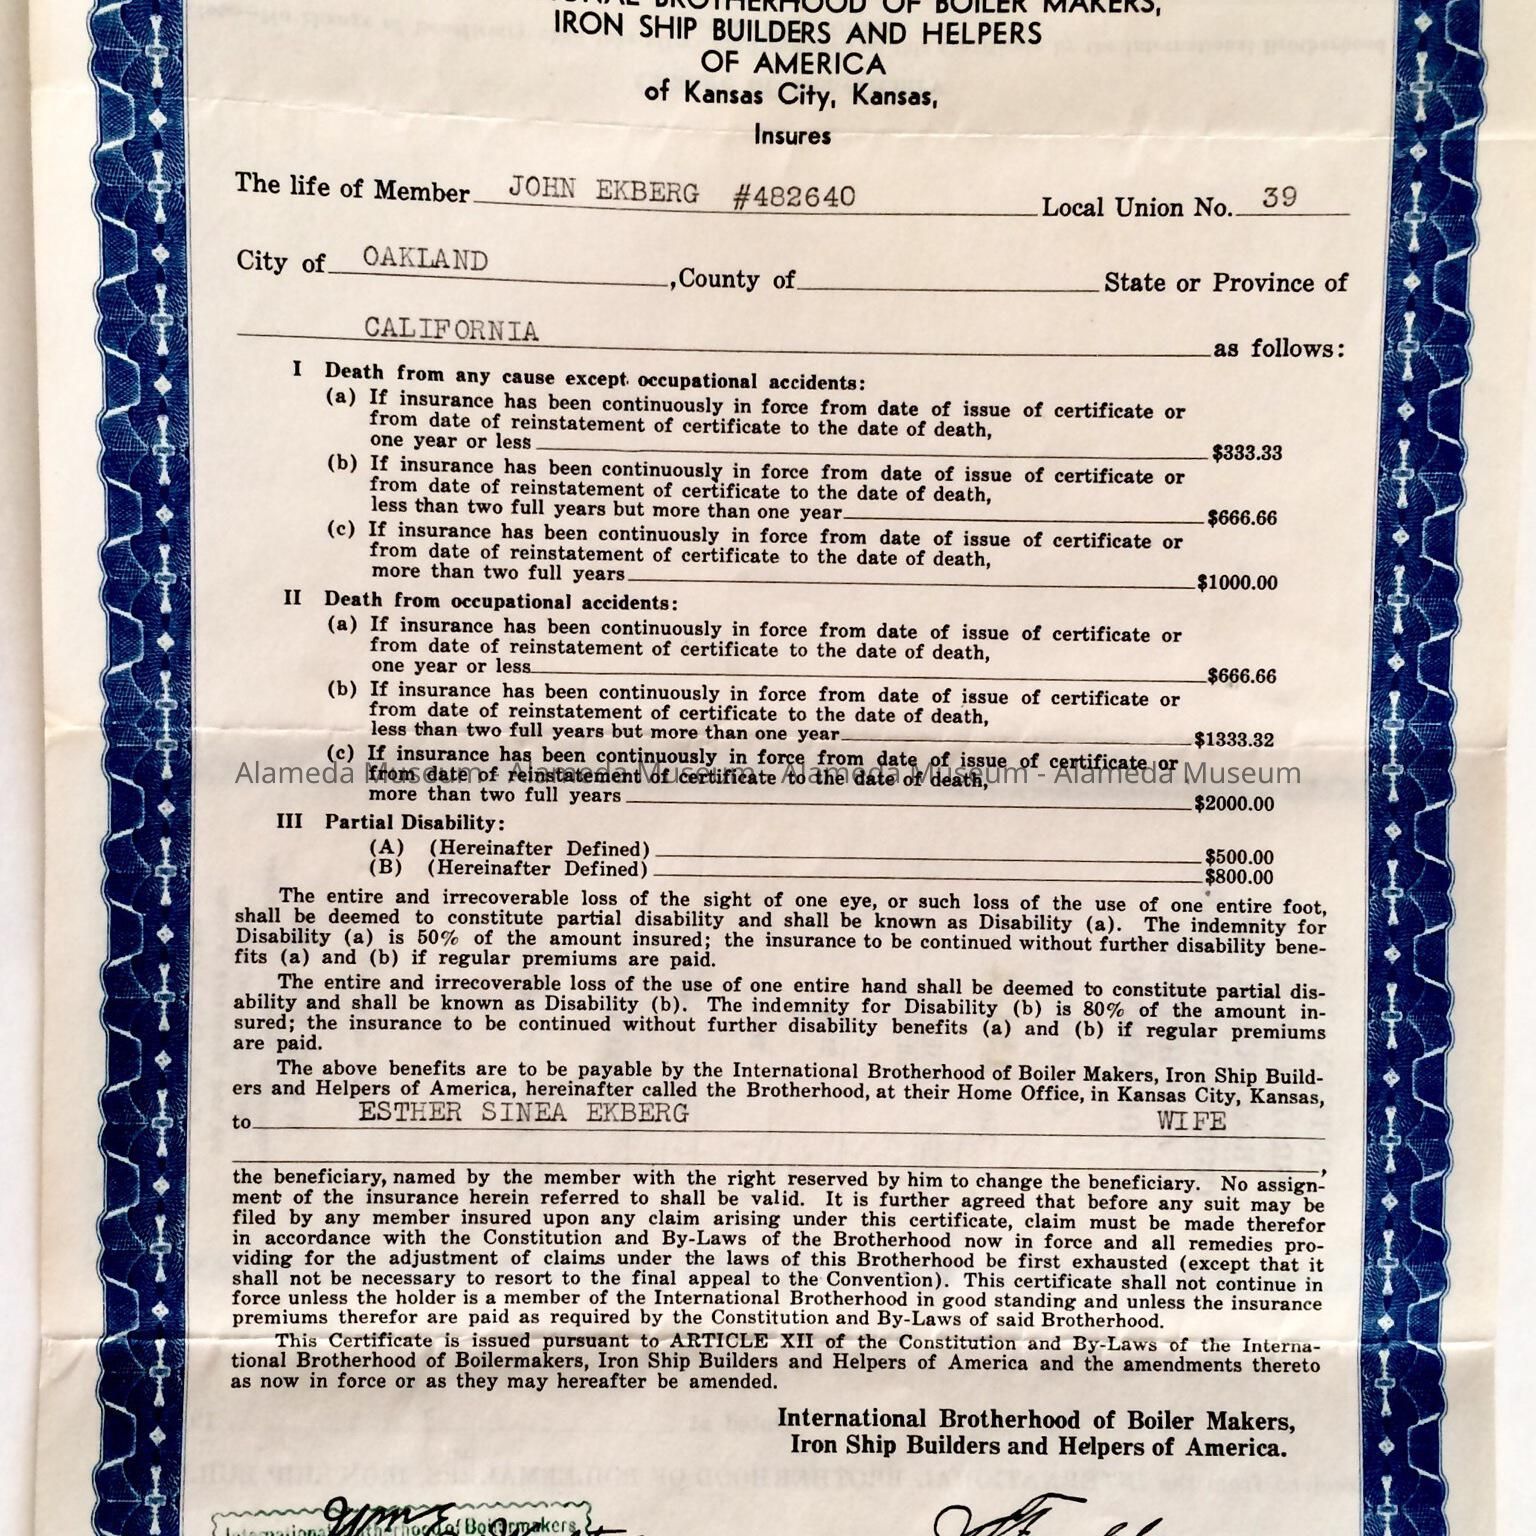 BROTHERHOOD OF BOILER MAKERS,
IRON SHIP BUILDERS AND HELPERS
OF AMERICA
of Kansas City, Kansas,
Insures
The life of Member JOHN EKBERG #482640 Local Union No. 39
City of OAKLAND, County of State or Province of
CALIFORNIA as follows:
I Death from any cause except occupational accidents:
(a) If insurance has been continuously in force from date of issue of certificate or
from date of reinstatement of certificate to the date of death,
one year or less $333.33
(b) If insurance has been continuously in force from date of issue of certificate or
from date of reinstatement of certificate to the date of death,
less than two full years but more than one year $666.66
(c) If insurance has been continuously in force from date of issue of certificate or
from date of reinstatement of certificate to the date of death,
more than two full years $1000.00
II Death from occupational accidents:
(a) If insurance has been continuously in force from date of issue of certificate or
from date of reinstatement of certificate to the date of death,
one year or less $666.66
(b) If insurance has been continuously in force from date of issue of certificate or
from date of reinstatement of certificate to the date of death,
less than two full years but more than one year $1333.32
(c) If insurance has been continuously in force from date of issue of certificate or
Alameda Museum - Alameda Museum - Alameda Museum - Alameda Museum
from date of reinstatement of certificate to the date of death,
more than two full years $2000.00
III Partial Disability:
(A) (Hereinafter Defined) $500.00
(B) (Hereinafter Defined) $800.00
The entire and irrecoverable loss of the sight of one eye, or such loss of the use of one entire foot,
shall be deemed to constitute partial disability and shall be known as Disability (a). The indemnity for
Disability (a) is 50% of the amount insured; the insurance to be continued without further disability bene-
fits (a) and (b) if regular premiums are paid.
The entire and irrecoverable loss of the use of one entire hand shall be deemed to constitute partial dis-
ability and shall be known as Disability (b). The indemnity for Disability (b) is 80% of the amount in-
sured; the insurance to be continued without further disability benefits (a) and (b) if regular premiums
are paid.
The above benefits are to be payable by the International Brotherhood of Boiler Makers, Iron Ship Build-
ers and Helpers of America, hereinafter called the Brotherhood, at their Home Office, in Kansas City, Kansas,
to ESTHER SINEA EKBERG WIFE
,
the beneficiary, named by the member with the right reserved by him to change the beneficiary. No assign-
ment of the insurance herein referred to shall be valid. It is further agreed that before any suit may be
filed by any member insured upon any claim arising under this certificate, claim must be made therefor
in accordance with the Constitution and By-Laws of the Brotherhood now in force and all remedies pro-
viding for the adjustment of claims under the laws of this Brotherhood be first exhausted (except that it
shall not be necessary to resort to the final appeal to the Convention). This certificate shall not continue in
force unless the holder is a member of the International Brotherhood in good standing and unless the insurance
premiums therefor are paid as required by the Constitution and By-Laws of said Brotherhood.
This Certificate is issued pursuant to ARTICLE XII of the Constitution and By-Laws of the Interna-
tional Brotherhood of Boilermakers, Iron Ship Builders and Helpers of America and the amendments thereto
as now in force or as they may hereafter be amended.
International Brotherhood of Boiler Makers,
Iron Ship Builders and Helpers of America.
International Brotherhood of Boilermakers